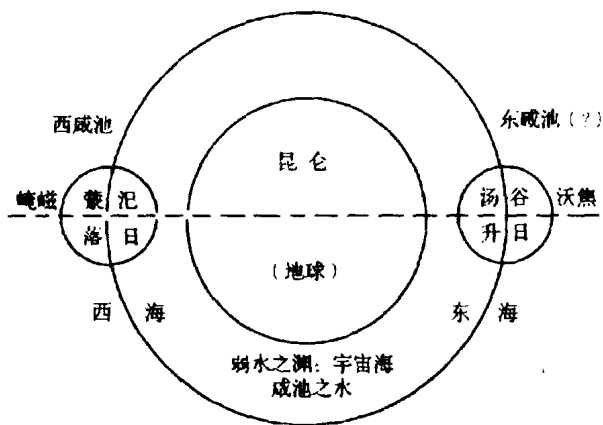 西咸池
东咸池（？）
昆仑
崦嵫 蒙汜 汤谷 沃焦
落日 升日
（地球）
西海 东海
弱水之渊：宇宙海
咸池之水